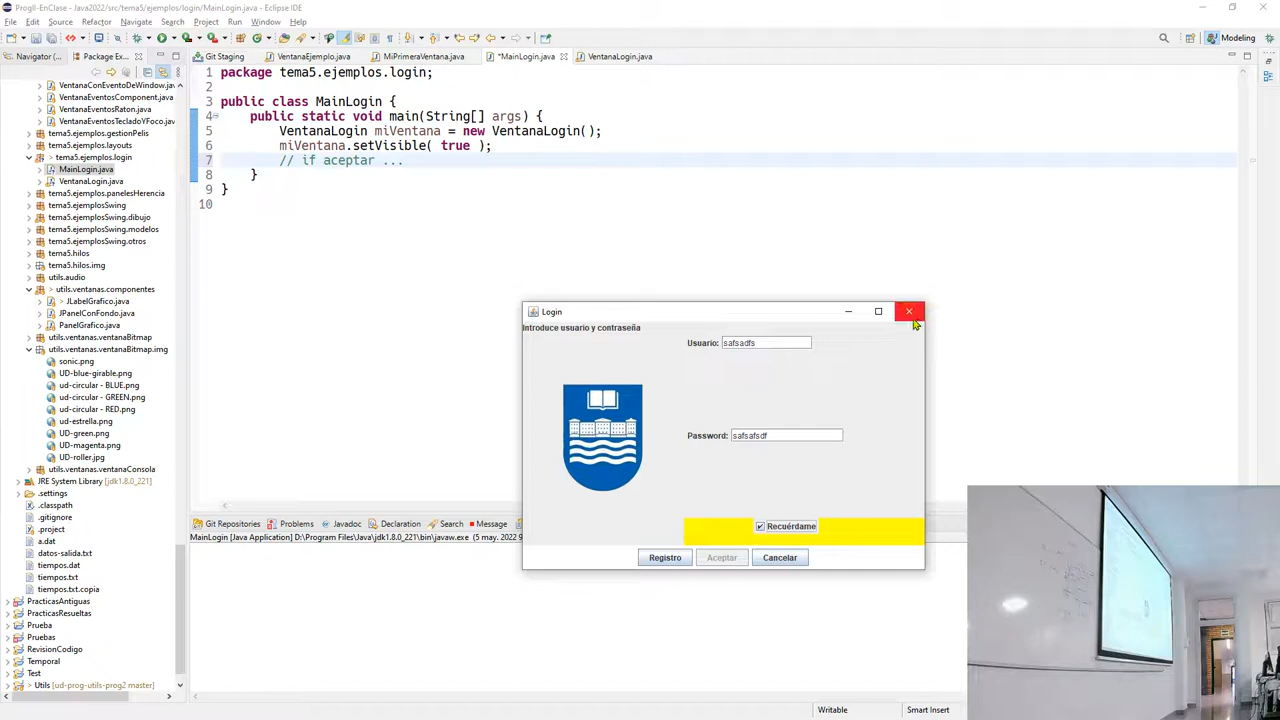 ProgII-EnClase - Java2022/src/tema5/ejemplos/login/MainLogin.java - Eclipse IDE
File Edit Source Refactor Navigate Search Project Run Window Help
Modeling
Navigator (...
Package Ex...
Git Staging
VentanaEjemplo.java
MiPrimeraVentana.java
*MainLogin.java
VentanaLogin.java
VentanaConEventoDeWindow.java
VentanaEventosComponent.java
VentanaEventosRaton.java
VentanaEventosTecladoYFoco.java
tema5.ejemplos.gestionPelis
tema5.ejemplos.layouts
> tema5.ejemplos.login
MainLogin.java
VentanaLogin.java
tema5.ejemplos.panelesHerencia
tema5.ejemplosSwing
tema5.ejemplosSwing.dibujo
tema5.ejemplosSwing.modelos
tema5.ejemplosSwing.otros
tema5.hilos
tema5.hilos.img
utils.audio
> utils.ventanas.componentes
> JLabelGrafico.java
JPanelConFondo.java
PanelGrafico.java
utils.ventanas.ventanaBitmap
utils.ventanas.ventanaBitmap.img
sonic.png
UD-blue-girable.png
ud-circular - BLUE.png
ud-circular - GREEN.png
ud-circular - RED.png
ud-estrella.png
UD-green.png
UD-magenta.png
UD-roller.jpg
utils.ventanas.ventanaConsola
JRE System Library [jdk1.8.0_221]
.settings
.classpath
.gitignore
.project
a.dat
datos-salida.txt
tiempos.dat
tiempos.txt
tiempos.txt.copia
PracticasAntiguas
PracticasResueltas
Prueba
Pruebas
RevisionCodigo
Temporal
Test
> Utils [ud-prog-utils-prog2 master]
1 package tema5.ejemplos.login;
2
3 public class MainLogin {
4 public static void main(String[] args) {
5 VentanaLogin miVentana = new VentanaLogin();
6 miVentana.setVisible( true );
7 // if aceptar ...
8 }
9 }
10
Login
Introduce usuario y contraseña
Usuario: safsadfs
Password: safsafsdf
Recuérdame
Registro Aceptar Cancelar
Git Repositories Problems Javadoc Declaration Search Message
MainLogin [Java Application] D:\Program Files\Java\jdk1.8.0_221\bin\javaw.exe (5 may. 2022 9
Writable Smart Insert